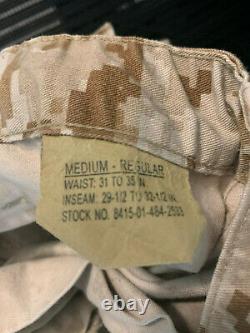 MEDIUM - REGULAR
WAIST: 31 TO 35 IN
INSEAM: 29-1/2 TO 32-1/2 IN
STOCK NO. 8415-01-484-2533